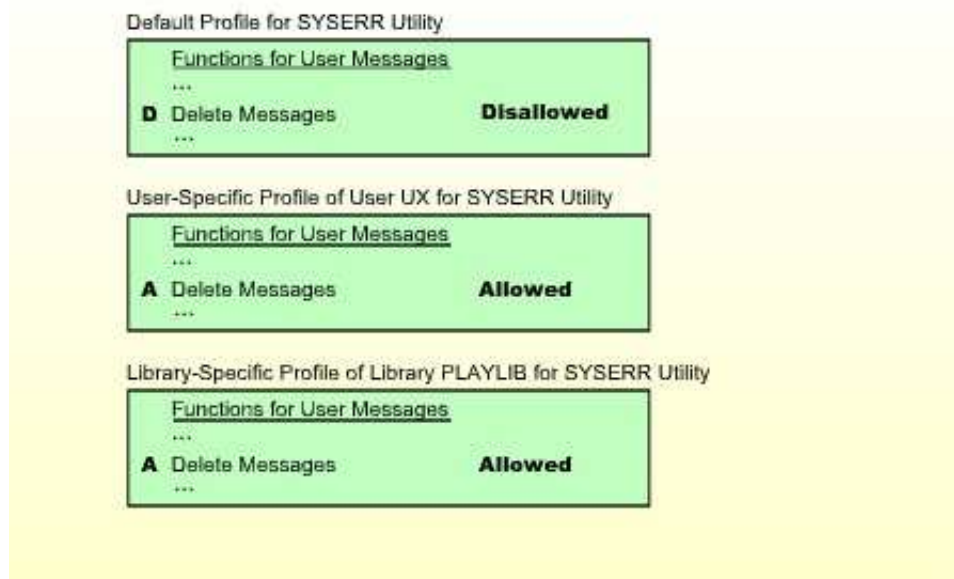 Default Profile for SYSERR Utility
Functions for User Messages
...
D Delete Messages Disallowed
...
User-Specific Profile of User UX for SYSERR Utility
Functions for User Messages
...
A Delete Messages Allowed
...
Library-Specific Profile of Library PLAYLIB for SYSERR Utility
Functions for User Messages
...
A Delete Messages Allowed
...